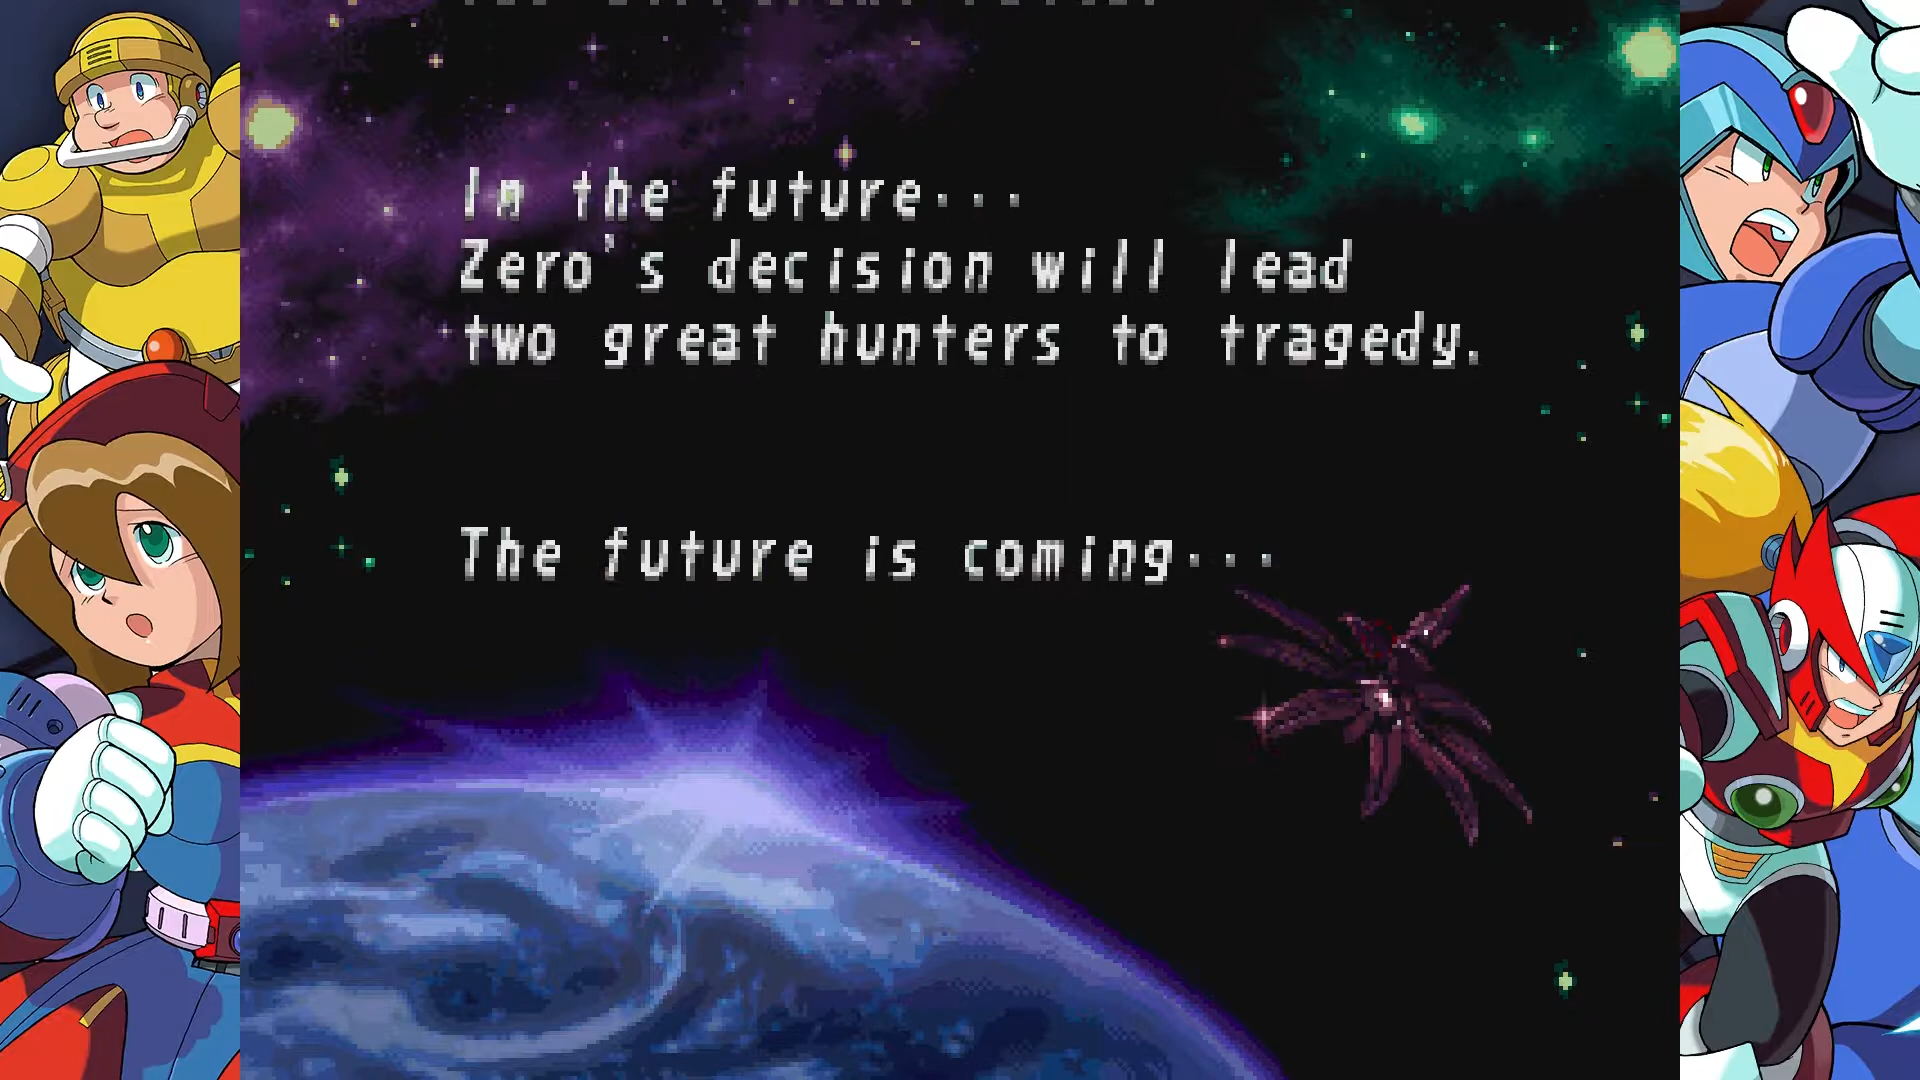 In the future···
Zero's decision will lead
two great hunters to tragedy.
The future is coming···